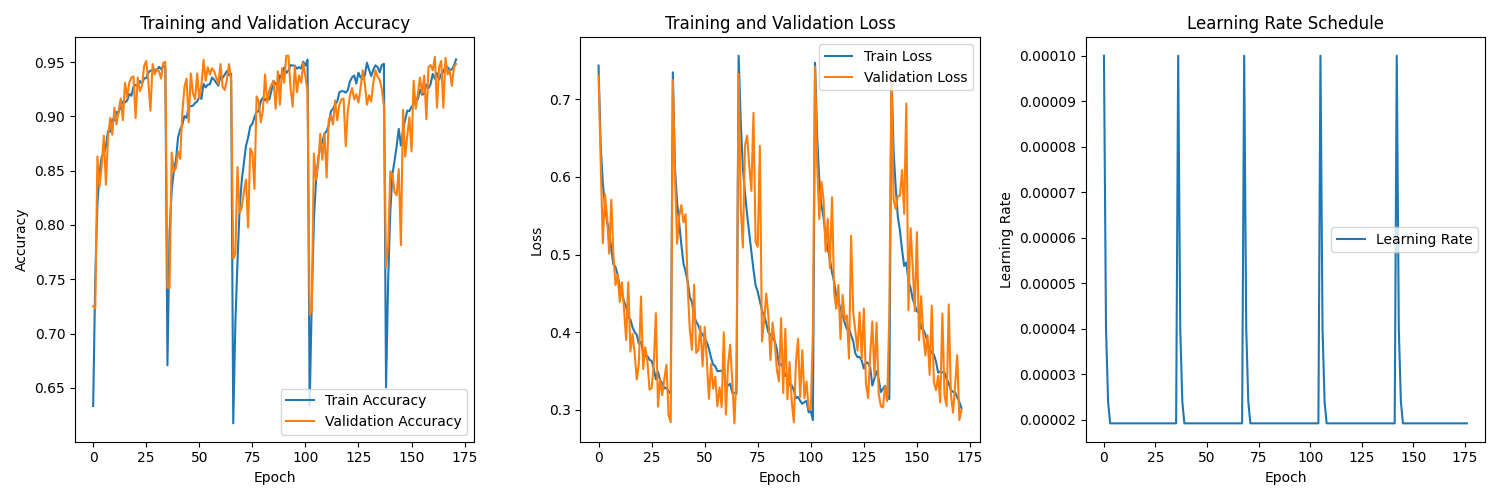 Training and Validation Accuracy
Accuracy
0.95
0.90
0.85
0.80
0.75
0.70
0.65
Train Accuracy
Validation Accuracy
0 25 50 75 100 125 150 175
Epoch
Training and Validation Loss
Loss
0.7
0.6
0.5
0.4
0.3
Train Loss
Validation Loss
0 25 50 75 100 125 150 175
Epoch
Learning Rate Schedule
Learning Rate
0.00010
0.00009
0.00008
0.00007
0.00006
0.00005
0.00004
0.00003
0.00002
Learning Rate
0 25 50 75 100 125 150 175
Epoch